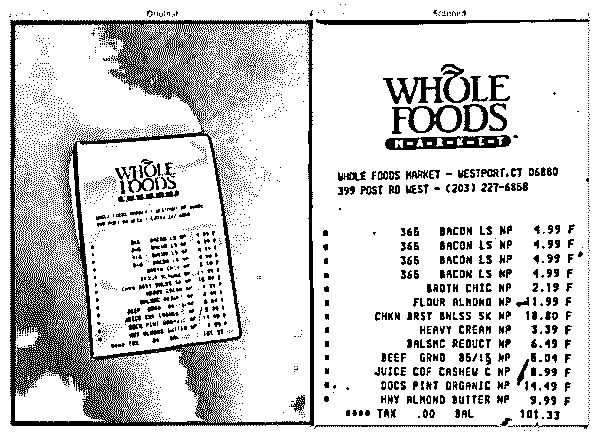 Original
Scanned
WHOLE
FOODS
WHOLE
FOODS
M·A·R·K·E·T
WHOLE FOODS MARKET - WESTPORT,CT 06880
399 POST RD WEST - (203) 227-6858
365 BACON LS NP 4.99 F
365 BACON LS NP 4.99 F
365 BACON LS NP 4.99 F
365 BACON LS NP 4.99 F
BROTH CHIC NP 2.19 F
FLOUR ALMOND NP 11.99 F
CHKN BRST BNLSS SK NP 18.80 F
HEAVY CREAM NP 3.39 F
BALSMC REDUCT NP 6.49 F
BEEF GRND 85/15 NP 5.04 F
JUICE COF CASHEW C NP 8.99 F
DOCS PINT ORGANIC NP 14.49 F
HNY ALMOND BUTTER NP 9.99 F
**** TAX .00 BAL 101.33